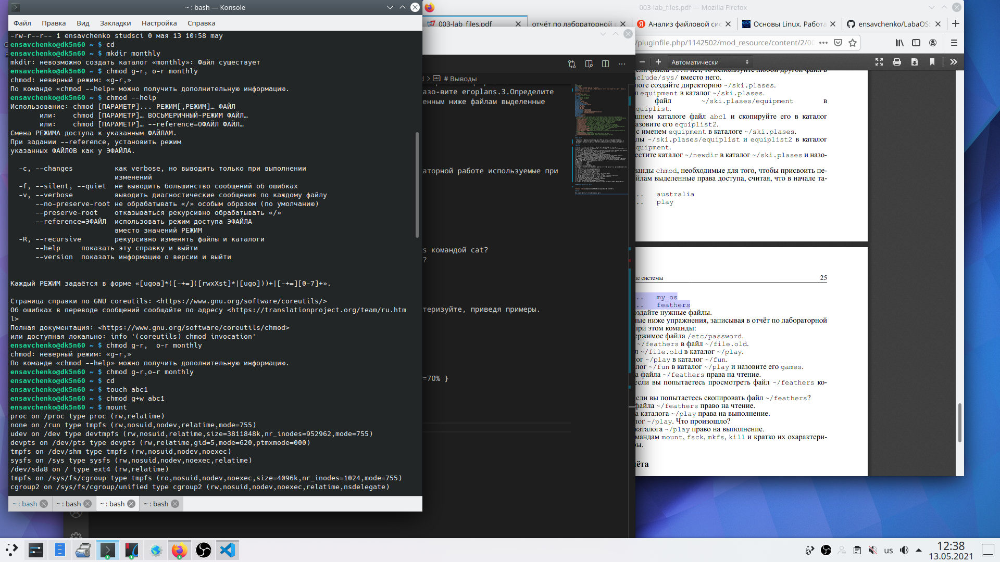 ~ : bash — Konsole
Файл Правка Вид Закладки Настройка Справка
-rw-r--r-- 1 ensavchenko studsci 0 мая 13 10:58 may
ensavchenko@dk5n60 ~ $ cd
ensavchenko@dk5n60 ~ $ mkdir monthly
mkdir: невозможно создать каталог «monthly»: Файл существует
ensavchenko@dk5n60 ~ $ chmod g-r, o-r monthly
chmod: неверный режим: «g-r,»
По команде «chmod --help» можно получить дополнительную информацию.
ensavchenko@dk5n60 ~ $ chmod --help
Использование: chmod [ПАРАМЕТР]... РЕЖИМ[,РЕЖИМ]… ФАЙЛ
или: chmod [ПАРАМЕТР]… ВОСЬМЕРИЧНЫЙ-РЕЖИМ ФАЙЛ…
или: chmod [ПАРАМЕТР]… --reference=ОФАЙЛ ФАЙЛ…
Смена РЕЖИМА доступа к указанным ФАЙЛАМ.
При задании --reference, установить режим
указанных ФАЙЛОВ как у ЭФАЙЛА.
-c, --changes как verbose, но выводить только при выполнении
изменений
-f, --silent, --quiet не выводить большинство сообщений об ошибках
-v, --verbose выводить диагностические сообщения по каждому файлу
--no-preserve-root не обрабатывать «/» особым образом (по умолчанию)
--preserve-root отказываться рекурсивно обрабатывать «/»
--reference=ЭФАЙЛ использовать режим доступа ЭФАЙЛА
вместо значений РЕЖИМ
-R, --recursive рекурсивно изменять файлы и каталоги
--help показать эту справку и выйти
--version показать информацию о версии и выйти
Каждый РЕЖИМ задаётся в форме «[ugoa]*([-+=]([rwxXst]*|[ugo]))+|[-+=][0-7]+».
Страница справки по GNU coreutils: <https://www.gnu.org/software/coreutils/>
Об ошибках в переводе сообщений сообщайте по адресу <https://translationproject.org/team/ru.htm
l>
Полная документация: <https://www.gnu.org/software/coreutils/chmod>
или доступная локально: info '(coreutils) chmod invocation'
ensavchenko@dk5n60 ~ $ chmod g-r,  o-r monthly
chmod: неверный режим: «g-r,»
По команде «chmod --help» можно получить дополнительную информацию.
ensavchenko@dk5n60 ~ $ chmod g-r,o-r monthly
ensavchenko@dk5n60 ~ $ cd
ensavchenko@dk5n60 ~ $ touch abc1
ensavchenko@dk5n60 ~ $ chmod g+w abc1
ensavchenko@dk5n60 ~ $ mount
proc on /proc type proc (rw,relatime)
none on /run type tmpfs (rw,nosuid,nodev,relatime,mode=755)
udev on /dev type devtmpfs (rw,nosuid,relatime,size=3811848k,nr_inodes=952962,mode=755)
devpts on /dev/pts type devpts (rw,relatime,gid=5,mode=620,ptmxmode=000)
tmpfs on /dev/shm type tmpfs (rw,nosuid,nodev,noexec)
sysfs on /sys type sysfs (rw,nosuid,nodev,noexec,relatime)
/dev/sda8 on / type ext4 (rw,relatime)
tmpfs on /sys/fs/cgroup type tmpfs (ro,nosuid,nodev,noexec,size=4096k,nr_inodes=1024,mode=755)
cgroup2 on /sys/fs/cgroup/unified type cgroup2 (rw,nosuid,nodev,noexec,relatime,nsdelegate)
~ : bash ~ : bash ~ : bash ~ : bash
# Выводы
азо-вите eroplans.3.Определите
енным ниже файлам выделенные
аторной работе используемые при
s командой cat?
?
теризуйте, приведя примеры.
=70% }
003-lab_files.pdf — Mozilla Firefox
003-lab_files.pdf отчёт по лабораторной Анализ файловой сис Основы Linux. Работа ensavchenko/LabaOS:
/pluginfile.php/1142502/mod_resource/content/2/00
Автоматически
nclude/sys/ вместо него.
логе создайте директорию ~/ski.plases.
л equipment в каталог ~/ski.plases.
файл ~/ski.plases/equipment в
quiplist.
шнем каталоге файл abc1 и скопируйте его в каталог
азовите его equiplist2.
с именем equipment в каталоге ~/ski.plases.
лы ~/ski.plases/equiplist и equiplist2 в каталог
quipment.
естите каталог ~/newdir в каталог ~/ski.plases и назо-
манды chmod, необходимые для того, чтобы присвоить пе-
йлам выделенные права доступа, считая, что в начале та-
.. australia
.. play
ые системы 25
.. my_os
.. feathers
оздайте нужные файлы.
ные ниже упражнения, записывая в отчёт по лабораторной
при этом команды:
ержимое файла /etc/password.
~/feathers в файл ~/file.old.
л ~/file.old в каталог ~/play.
ог ~/play в каталог ~/fun.
алог ~/fun в каталог ~/play и назовите его games.
а файла ~/feathers права на чтение.
если вы попытаетесь просмотреть файл ~/feathers ко-
если вы попытаетесь скопировать файл ~/feathers?
файла ~/feathers право на чтение.
а каталога ~/play права на выполнение.
лог ~/play. Что произошло?
каталога ~/play право на выполнение.
мандам mount, fsck, mkfs, kill и кратко их охарактери-
ры.
чёта
us
12:38
13.05.2021